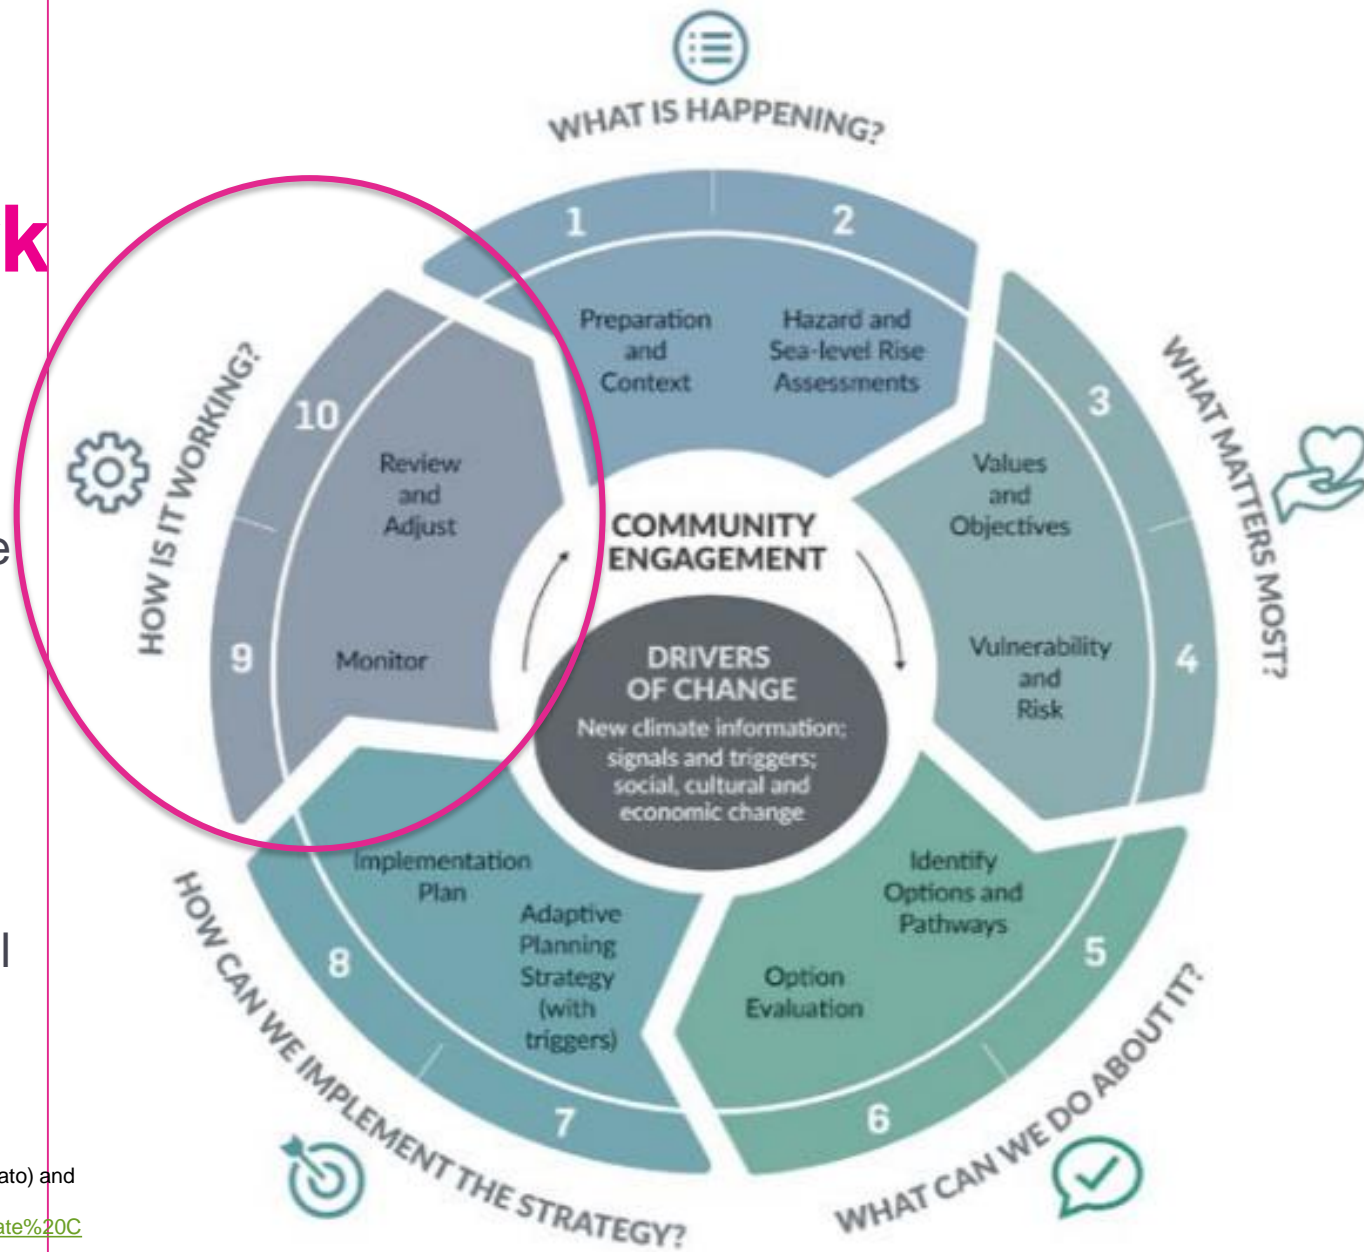 k
e
l
ato) and
ate%20C
WHAT IS HAPPENING?
1
2
Preparation
and
Context
Hazard and
Sea-level Rise
Assessments
WHAT MATTERS MOST?
3
Values
and
Objectives
4
Vulnerability
and
Risk
WHAT CAN WE DO ABOUT IT?
5
Identify
Options and
Pathways
6
Option
Evaluation
HOW CAN WE IMPLEMENT THE STRATEGY?
7
Adaptive
Planning
Strategy
(with
triggers)
8
Implementation
Plan
HOW IS IT WORKING?
9
Monitor
10
Review
and
Adjust
COMMUNITY
ENGAGEMENT
DRIVERS
OF CHANGE
New climate information;
signals and triggers;
social, cultural and
economic change